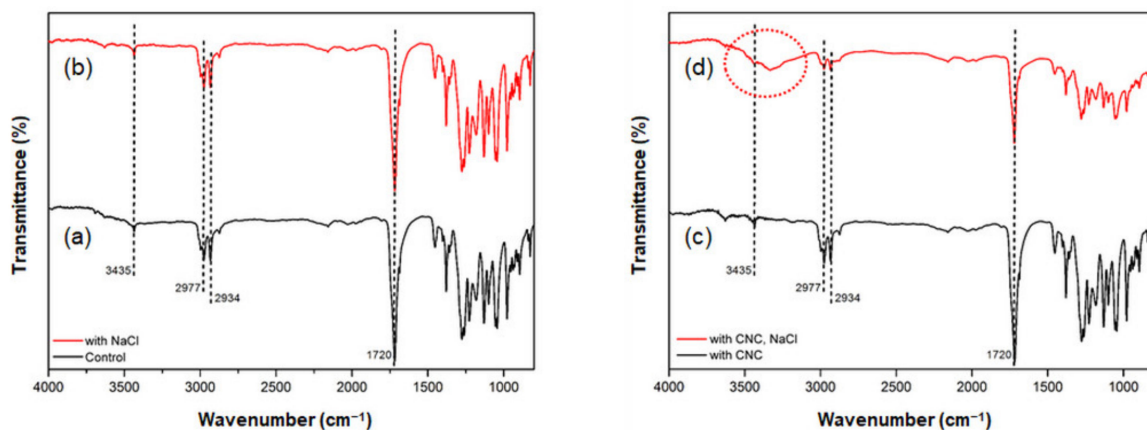 (b)
(a)
3435
2977
2934
1720
with NaCl
Control
Transmittance (%)
4000 3500 3000 2500 2000 1500 1000
Wavenumber (cm⁻¹)
(d)
(c)
3435
2977
2934
1720
with CNC, NaCl
with CNC
Transmittance (%)
4000 3500 3000 2500 2000 1500 1000
Wavenumber (cm⁻¹)